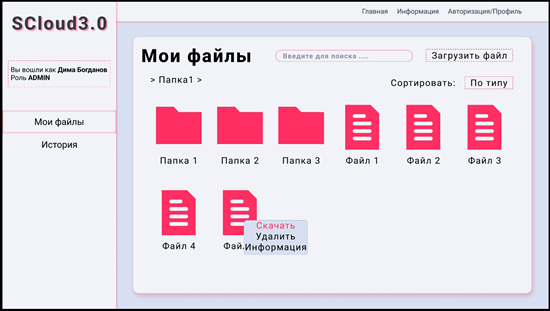 SCloud3.0
Главная Информация Авторизация/Профиль
Вы вошли как Дима Богданов
Роль ADMIN
Мои файлы
История
Мои файлы
Введите для поиска ....
Загрузить файл
> Папка1 >
Сортировать: По типу
Папка 1 Папка 2 Папка 3 Файл 1 Файл 2 Файл 3
Файл 4 Фай..
Скачать
Удалить
Информация